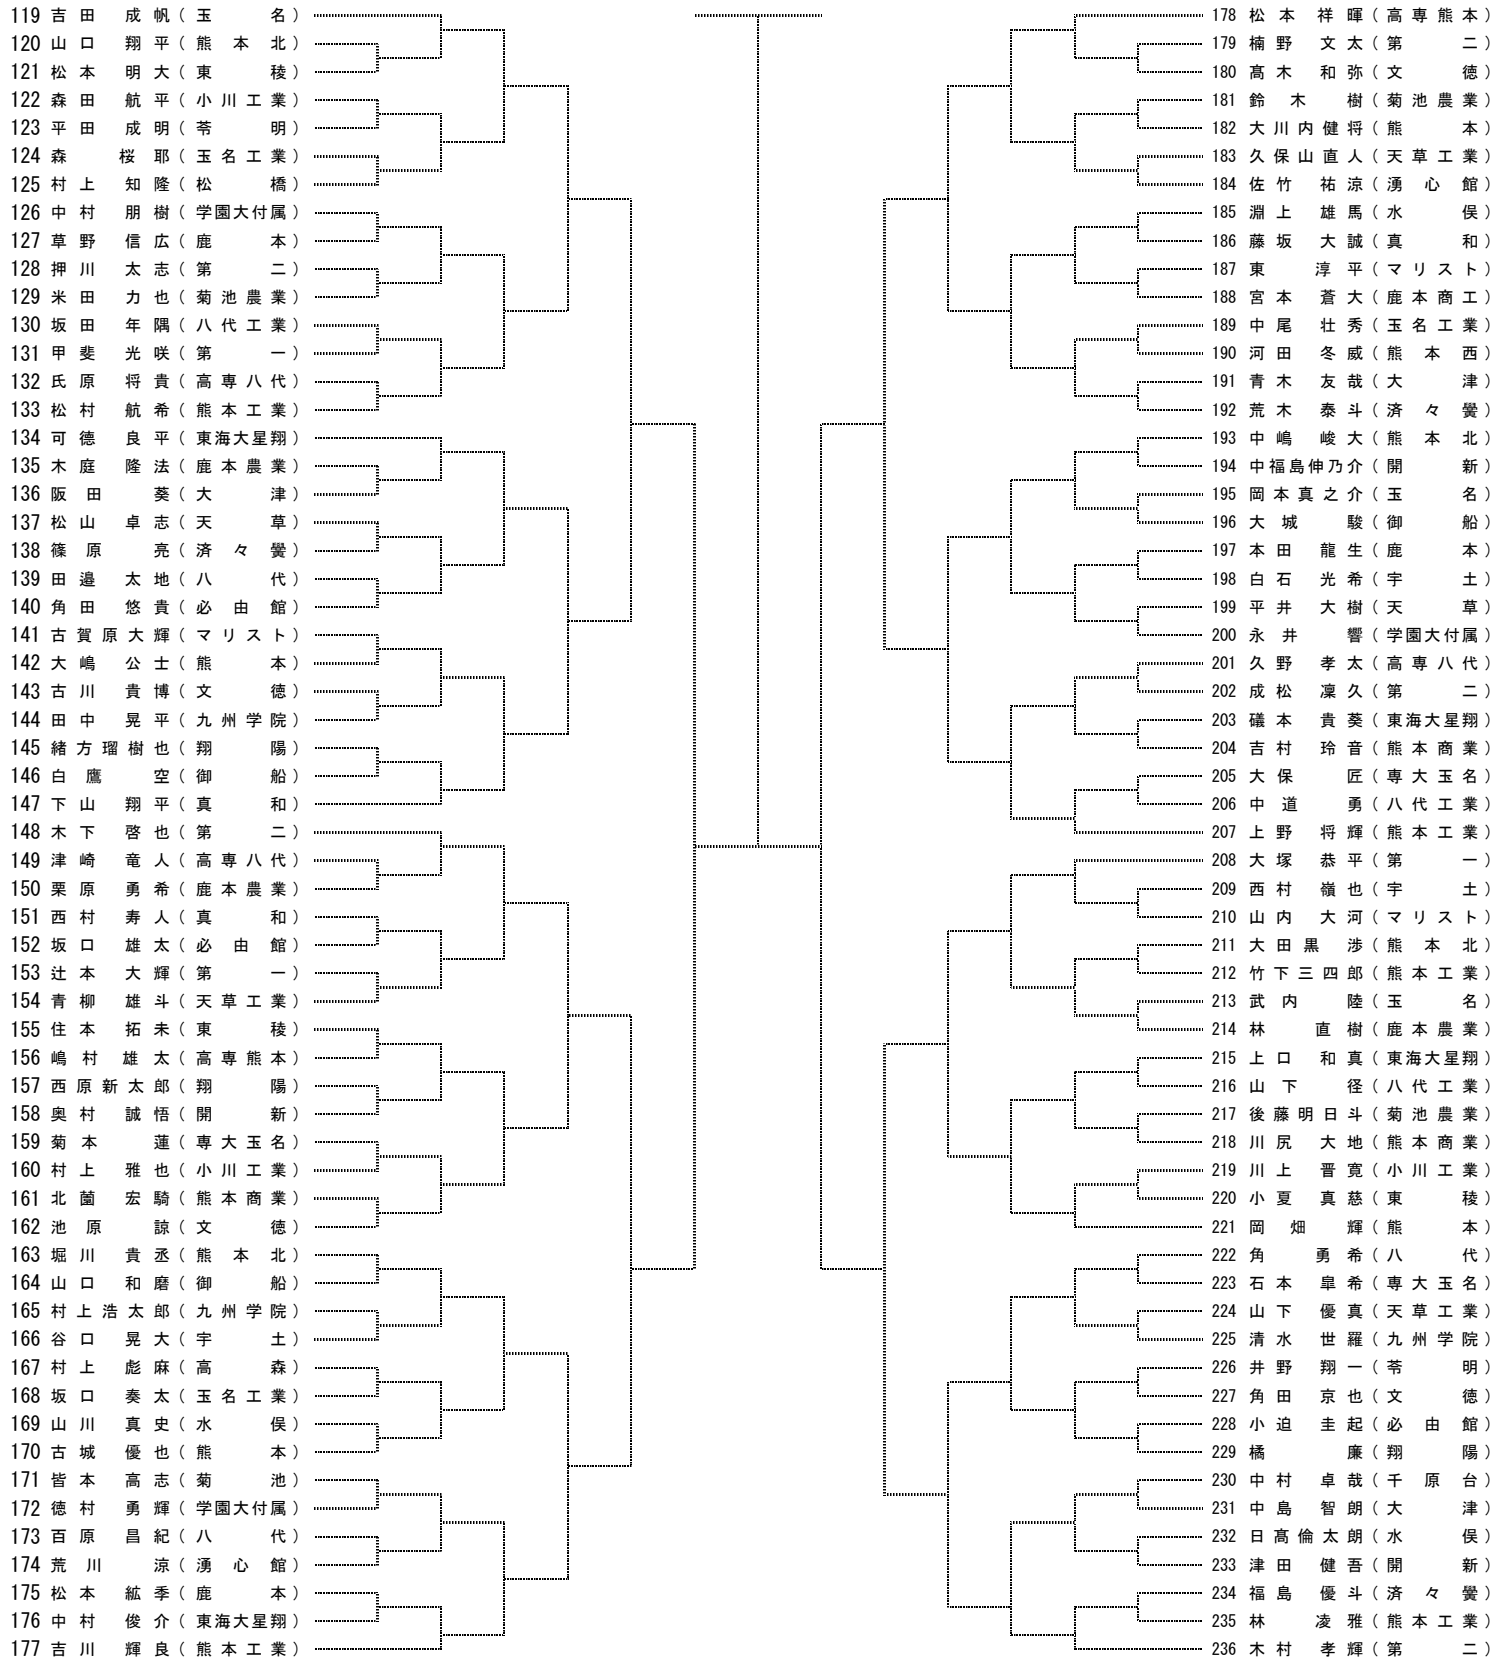 119 吉田 成帆(玉名)
120 山口 翔平(熊本北)
121 松本 明大(東稜)
122 森田 航平(小川工業)
123 平田 成明(苓明)
124 森 桜耶(玉名工業)
125 村上 知隆(松橋)
126 中村 朋樹(学園大付属)
127 草野 信広(鹿本)
128 押川 太志(第二)
129 米田 力也(菊池農業)
130 坂田 年隅(八代工業)
131 甲斐 光咲(第一)
132 氏原 将貴(高専八代)
133 松村 航希(熊本工業)
134 可德 良平(東海大星翔)
135 木庭 隆法(鹿本農業)
136 阪田 葵(大津)
137 松山 卓志(天草)
138 篠原 亮(済々黌)
139 田邉 太地(八代)
140 角田 悠貴(必由館)
141 古賀原大輝(マリスト)
142 大嶋 公士(熊本)
143 古川 貴博(文徳)
144 田中 晃平(九州学院)
145 緒方瑠樹也(翔陽)
146 白鷹 空(御船)
147 下山 翔平(真和)
148 木下 啓也(第二)
149 津崎 竜人(高専八代)
150 栗原 勇希(鹿本農業)
151 西村 寿人(真和)
152 坂口 雄太(必由館)
153 辻本 大輝(第一)
154 青柳 雄斗(天草工業)
155 住本 拓未(東稜)
156 嶋村 雄太(高専熊本)
157 西原新太郎(翔陽)
158 奥村 誠悟(開新)
159 菊本 蓮(専大玉名)
160 村上 雅也(小川工業)
161 北薗 宏騎(熊本商業)
162 池原 諒(文徳)
163 堀川 貴丞(熊本北)
164 山口 和磨(御船)
165 村上浩太郎(九州学院)
166 谷口 晃大(宇土)
167 村上 彪麻(高森)
168 坂口 奏太(玉名工業)
169 山川 真史(水俣)
170 古城 優也(熊本)
171 皆本 高志(菊池)
172 徳村 勇輝(学園大付属)
173 百原 昌紀(八代)
174 荒川 涼(湧心館)
175 松本 絋季(鹿本)
176 中村 俊介(東海大星翔)
177 吉川 輝良(熊本工業)
178 松本 祥暉(高専熊本)
179 楠野 文太(第二)
180 髙木 和弥(文徳)
181 鈴木 樹(菊池農業)
182 大川内健将(熊本)
183 久保山直人(天草工業)
184 佐竹 祐涼(湧心館)
185 淵上 雄馬(水俣)
186 藤坂 大誠(真和)
187 東 淳平(マリスト)
188 宮本 蒼大(鹿本商工)
189 中尾 壮秀(玉名工業)
190 河田 冬威(熊本西)
191 青木 友哉(大津)
192 荒木 泰斗(済々黌)
193 中嶋 峻大(熊本北)
194 中福島伸乃介(開新)
195 岡本真之介(玉名)
196 大城 駿(御船)
197 本田 龍生(鹿本)
198 白石 光希(宇土)
199 平井 大樹(天草)
200 永井 響(学園大付属)
201 久野 孝太(高専八代)
202 成松 凜久(第二)
203 礒本 貴葵(東海大星翔)
204 吉村 玲音(熊本商業)
205 大保 匠(専大玉名)
206 中道 勇(八代工業)
207 上野 将輝(熊本工業)
208 大塚 恭平(第一)
209 西村 嶺也(宇土)
210 山内 大河(マリスト)
211 大田黒 渉(熊本北)
212 竹下三四郎(熊本工業)
213 武内 陸(玉名)
214 林 直樹(鹿本農業)
215 上口 和真(東海大星翔)
216 山下 径(八代工業)
217 後藤明日斗(菊池農業)
218 川尻 大地(熊本商業)
219 川上 晋寛(小川工業)
220 小夏 真慈(東稜)
221 岡畑 輝(熊本)
222 角 勇希(八代)
223 石本 皐希(専大玉名)
224 山下 優真(天草工業)
225 清水 世羅(九州学院)
226 井野 翔一(苓明)
227 角田 京也(文徳)
228 小迫 圭起(必由館)
229 橘 廉(翔陽)
230 中村 卓哉(千原台)
231 中島 智朗(大津)
232 日髙倫太朗(水俣)
233 津田 健吾(開新)
234 福島 優斗(済々黌)
235 林 凌雅(熊本工業)
236 木村 孝輝(第二)